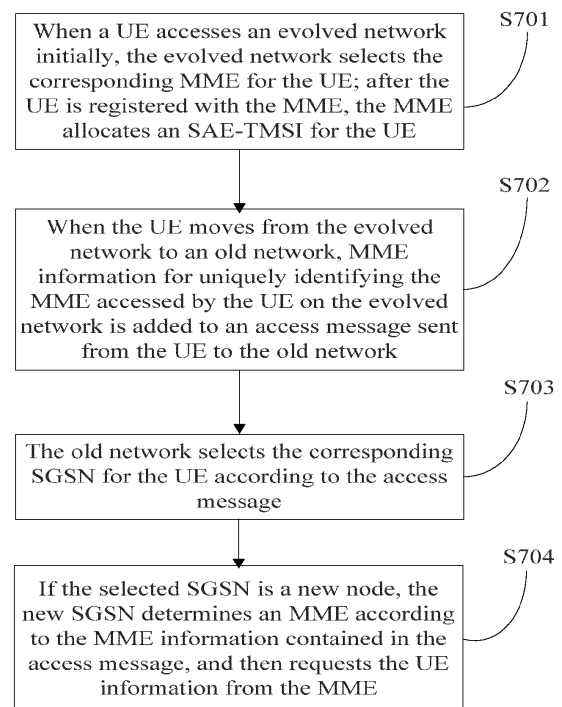 When a UE accesses an evolved network
initially, the evolved network selects the
corresponding MME for the UE; after the
UE is registered with the MME, the MME
allocates an SAE-TMSI for the UE
S701
When the UE moves from the evolved
network to an old network, MME
information for uniquely identifying the
MME accessed by the UE on the evolved
network is added to an access message sent
from the UE to the old network
S702
The old network selects the corresponding
SGSN for the UE according to the access
message
S703
If the selected SGSN is a new node, the
new SGSN determines an MME according
to the MME information contained in the
access message, and then requests the UE
information from the MME
S704